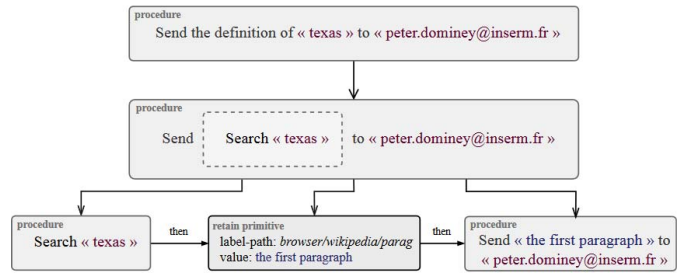 procedure
Send the definition of « texas » to « peter.dominey@inserm.fr »
procedure
Send Search « texas » to « peter.dominey@inserm.fr »
procedure
Search « texas »
then
retain primitive
label-path: browser/wikipedia/parag
value: the first paragraph
then
procedure
Send « the first paragraph » to
« peter.dominey@inserm.fr »